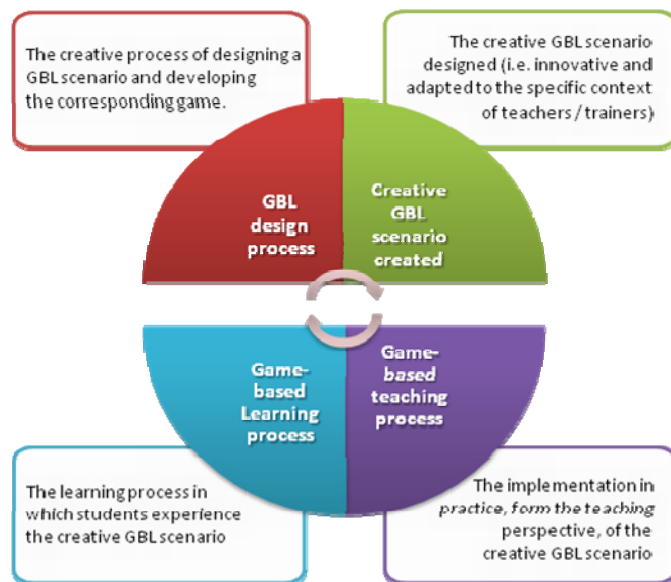 The creative process of designing a
GBL scenario and developing
the corresponding game.
The creative GBL scenario
designed (i.e. innovative and
adapted to the specific context
of teachers / trainers)
GBL
design
process
Creative
GBL
scenario
created
Game-
based
Learning
process
Game-
based
teaching
process
The learning process in
which students experience
the creative GBL scenario
The implementation in
practice, form the teaching
perspective, of the
creative GBL scenario